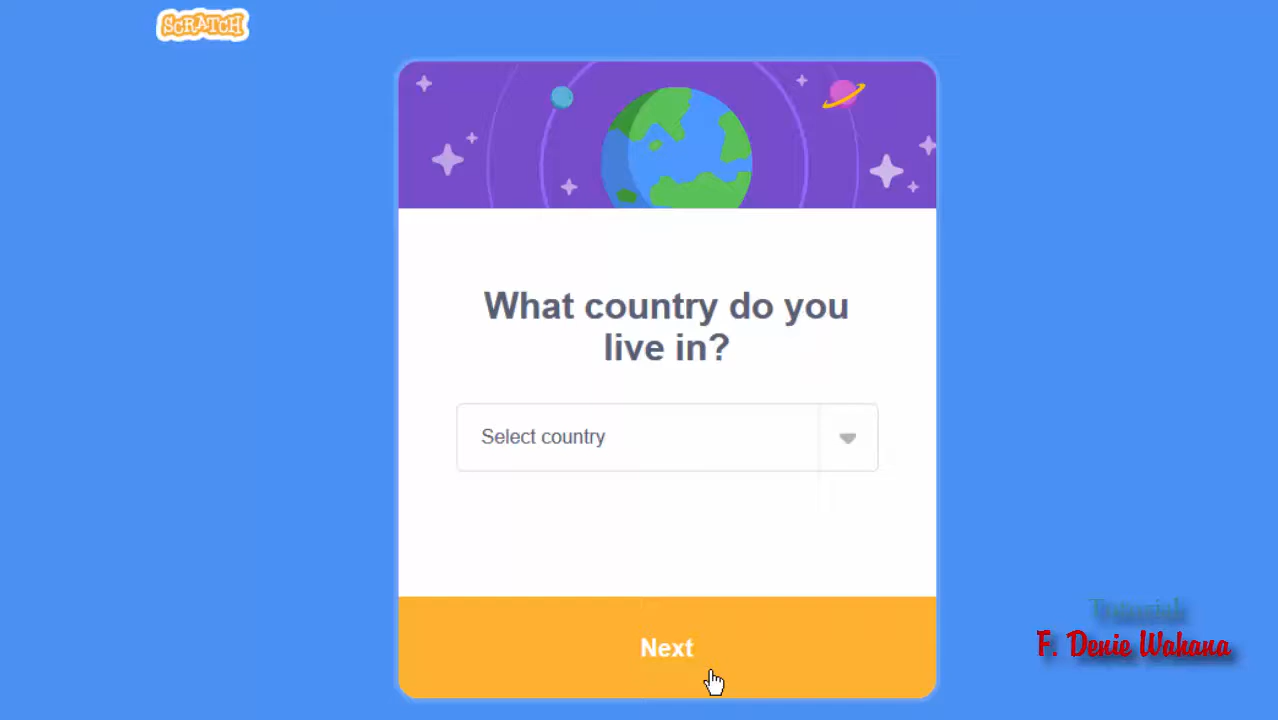 SCRATCH
What country do you
live in?
Select country
Next
Tutorial
F. Denie Wahana